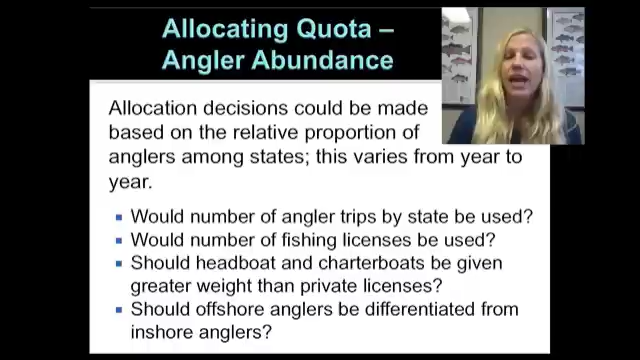 Allocating Quota –
Angler Abundance
Allocation decisions could be made
based on the relative proportion of
anglers among states; this varies from year to
year.
Would number of angler trips by state be used?
Would number of fishing licenses be used?
Should headboat and charterboats be given
greater weight than private licenses?
Should offshore anglers be differentiated from
inshore anglers?